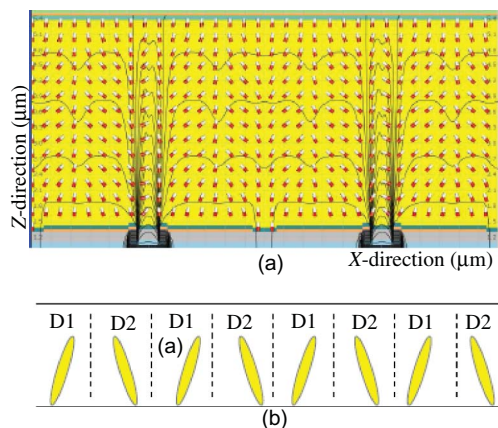 Z-direction (µm)
(a)
X-direction (µm)
D1 D2 D1 D2 D1 D2 D1 D2
(a)
(b)